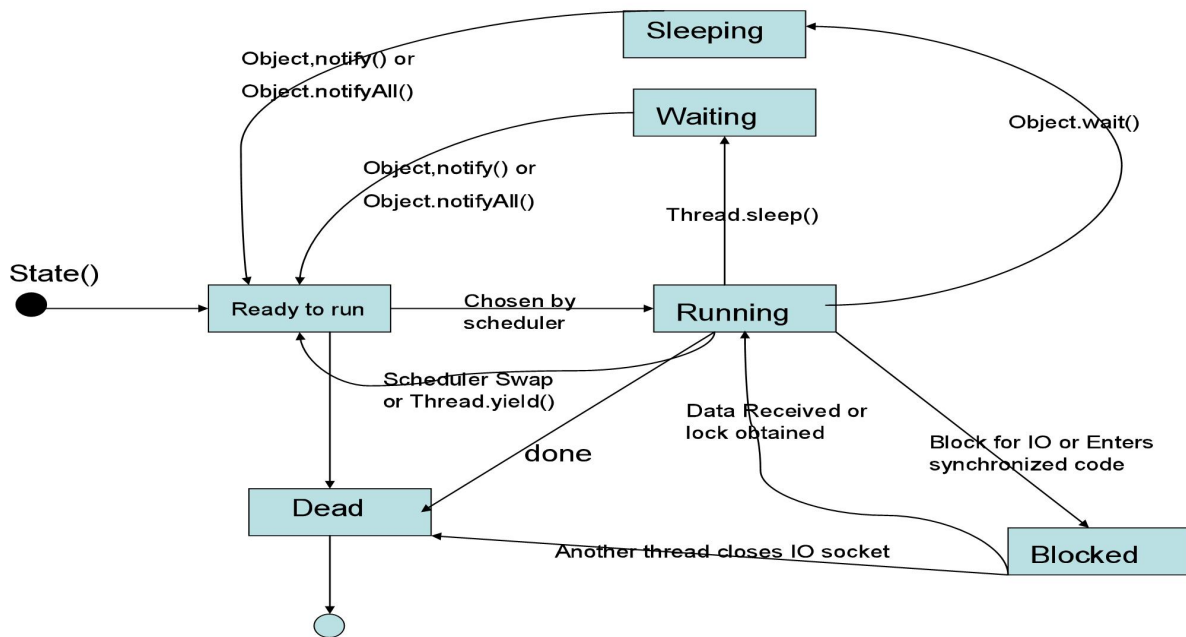 Sleeping
Object,notify() or
Object.notifyAll()
Waiting
Object.wait()
Object,notify() or
Object.notifyAll()
Thread.sleep()
State()
Ready to run
Chosen by
scheduler
Running
Scheduler Swap
or Thread.yield()
Data Received or
lock obtained
Block for IO or Enters
synchronized code
done
Dead
Another thread closes IO socket
Blocked